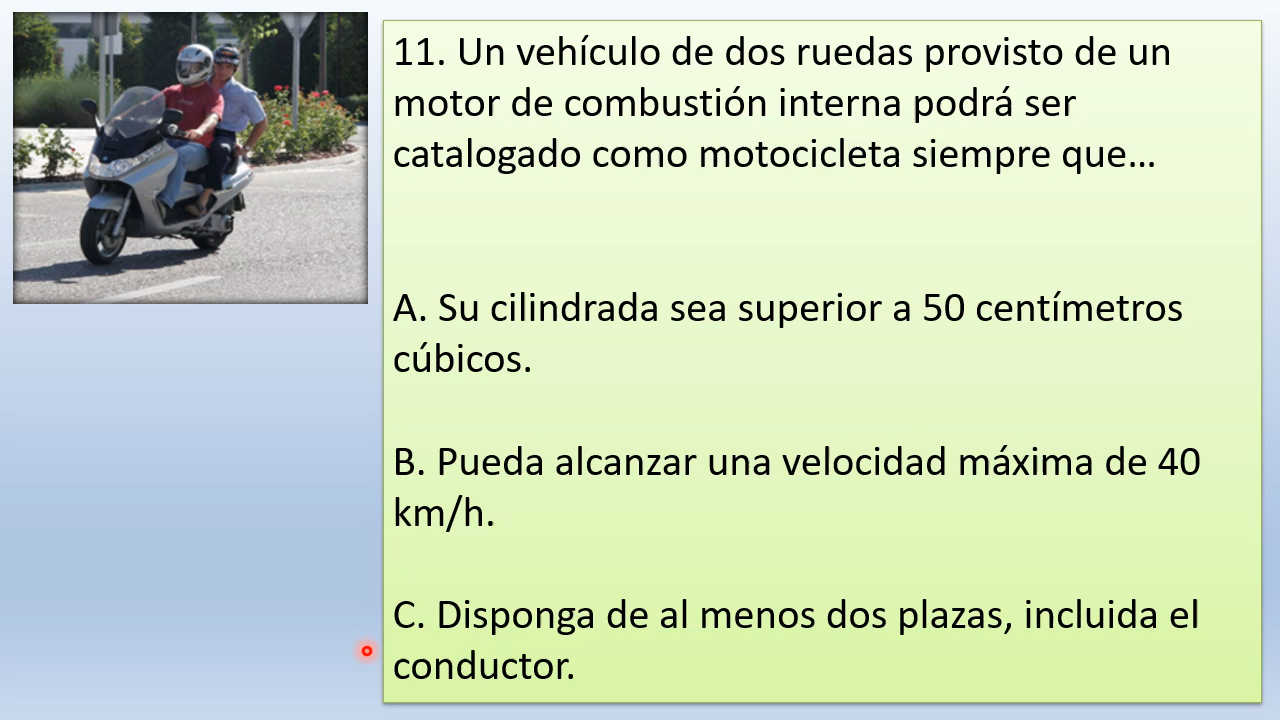 11. Un vehículo de dos ruedas provisto de un
motor de combustión interna podrá ser
catalogado como motocicleta siempre que…
A. Su cilindrada sea superior a 50 centímetros
cúbicos.
B. Pueda alcanzar una velocidad máxima de 40
km/h.
C. Disponga de al menos dos plazas, incluida el
conductor.